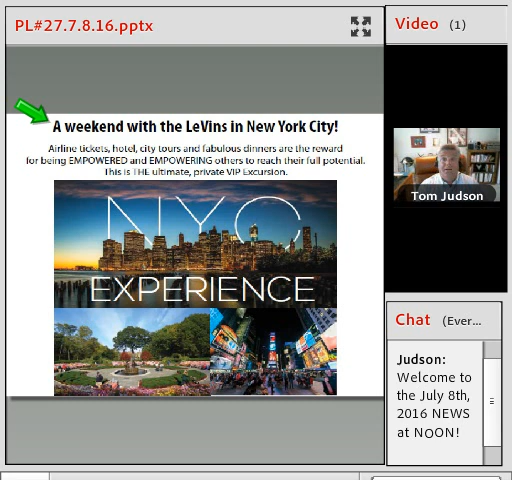 PL#27.7.8.16.pptx
A weekend with the LeVins in New York City!
Airline tickets, hotel, city tours and fabulous dinners are the reward
for being EMPOWERED and EMPOWERING others to reach their full potential.
This is THE ultimate, private VIP Excursion.
NYC
EXPERIENCE
Video (1)
Tom Judson
Chat (Ever...
Judson:
Welcome to
the July 8th,
2016 NEWS
at NOON!